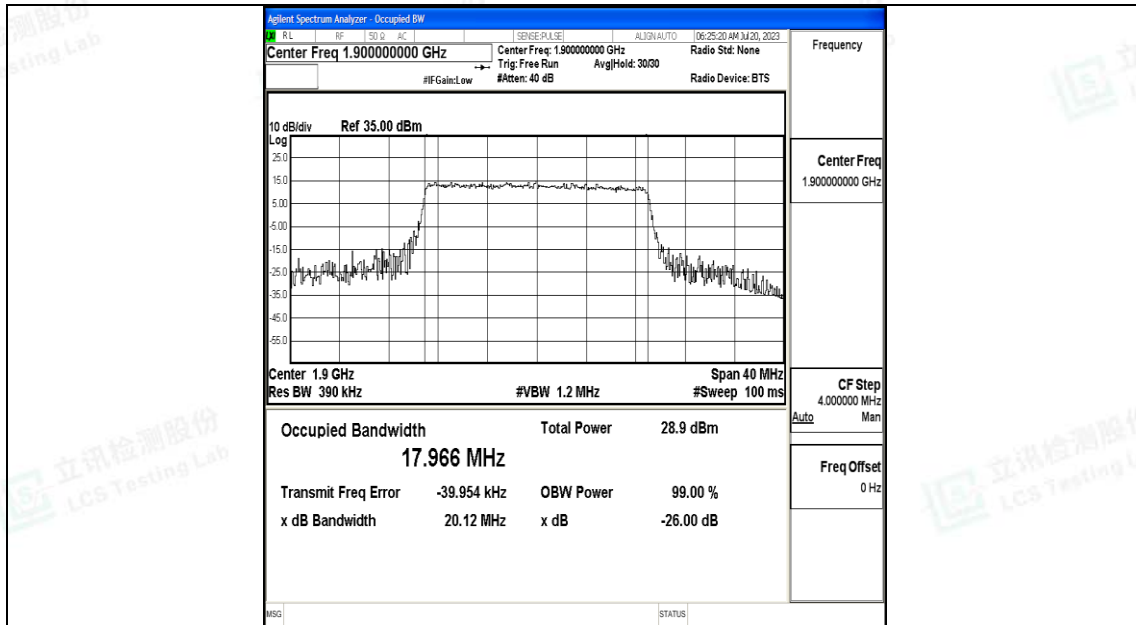 Agilent Spectrum Analyzer - Occupied BW
LXI RL RF 50 Ω AC SENSE:PULSE ALIGNAUTO 06:25:20 AM Jul 20, 2023
Center Freq 1.900000000 GHz Center Freq: 1.900000000 GHz Radio Std: None
Trig: Free Run Avg|Hold: 30/30
#IFGain:Low #Atten: 40 dB Radio Device: BTS
Frequency
10 dB/div Ref 35.00 dBm
Log
25.0
15.0
5.00
-5.00
-15.0
-25.0
-35.0
-45.0
-55.0
Center 1.9 GHz Span 40 MHz
Res BW 390 kHz #VBW 1.2 MHz #Sweep 100 ms
Center Freq
1.900000000 GHz
CF Step
4.000000 MHz
Auto Man
Freq Offset
0 Hz
Occupied Bandwidth Total Power 28.9 dBm
17.966 MHz
Transmit Freq Error -39.954 kHz OBW Power 99.00 %
x dB Bandwidth 20.12 MHz x dB -26.00 dB
MSG STATUS
立讯检测股份
LCS Testing Lab